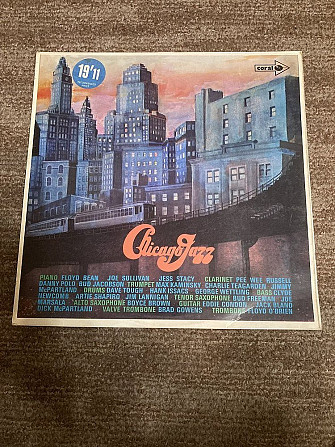 19'11
coral
Chicago Jazz
PIANO FLOYD BEAN JOE SULLIVAN JESS STACY CLARINET PEE WEE RUSSELL
DANNY POLO BUD JACOBSON TRUMPET MAX KAMINSKY CHARLIE TEAGARDEN JIMMY
McPARTLAND DRUMS DAVE TOUGH HANK ISSACS GEORGE WETTLING BASS CLYDE
NEWCOMB ARTIE SHAPIRO JIM LANNIGAN TENOR SAXOPHONE BUD FREEMAN JOE
MARSALA ALTO SAXOPHONE BOYCE BROWN GUITAR EDDIE CONDON JACK BLAND
DICK McPARTLAND VALVE TROMBONE BRAD GOWENS TROMBONE FLOYD O'BRIEN